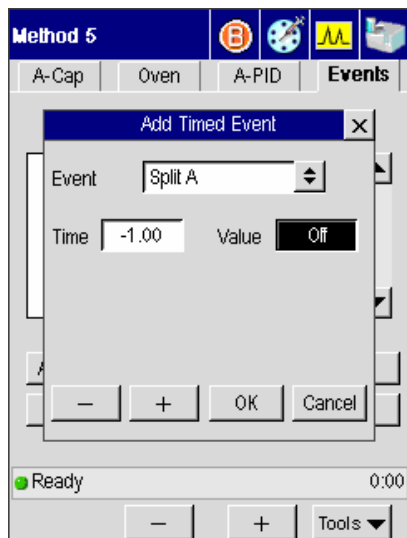 Method 5
B
A-Cap Oven A-PID Events
Add Timed Event
Event Split A
Time -1.00 Value Off
A
− + OK Cancel
Ready 0:00
− + Tools